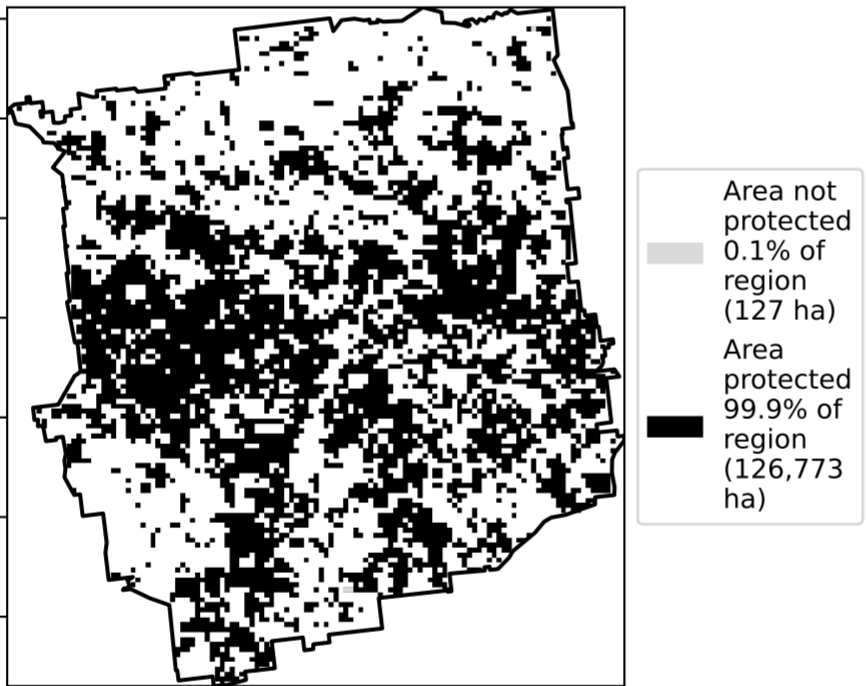 Area not
protected
0.1% of
region
(127 ha)
Area
protected
99.9% of
region
(126,773
ha)